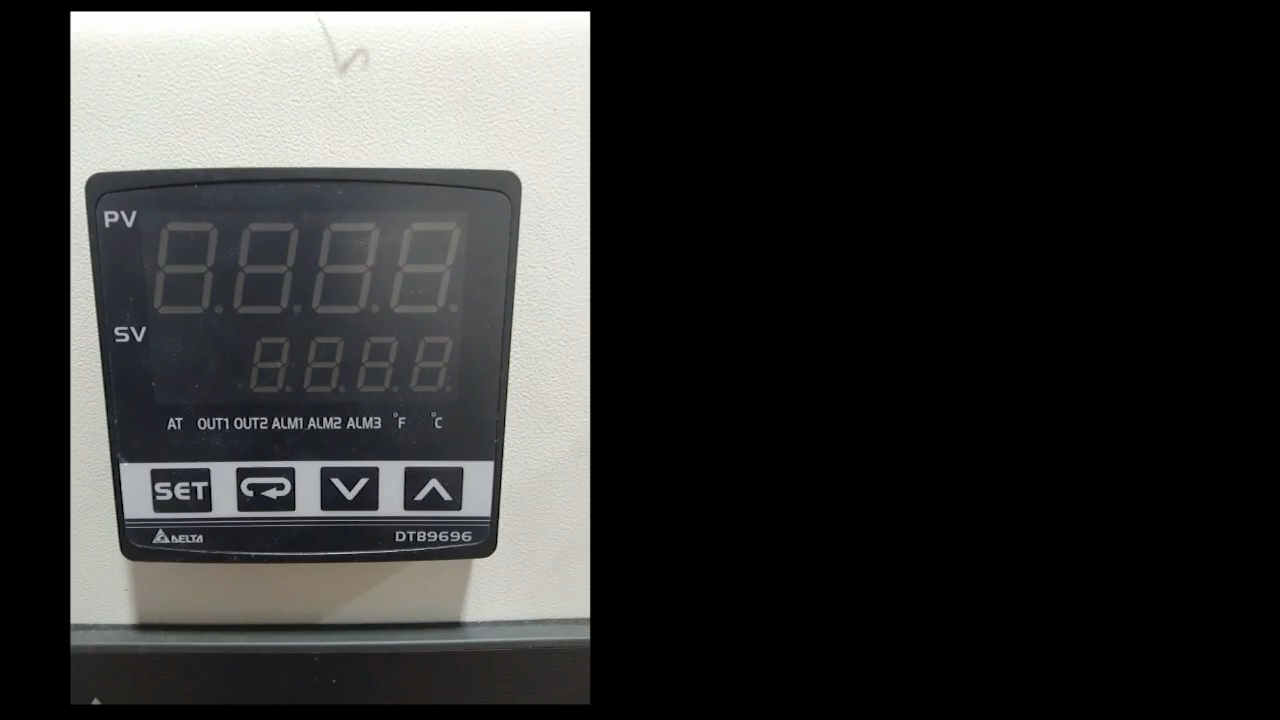 PV
SV
AT OUT1 OUT2 ALM1 ALM2 ALM3 °F °C
SET
DELTA DTB9696